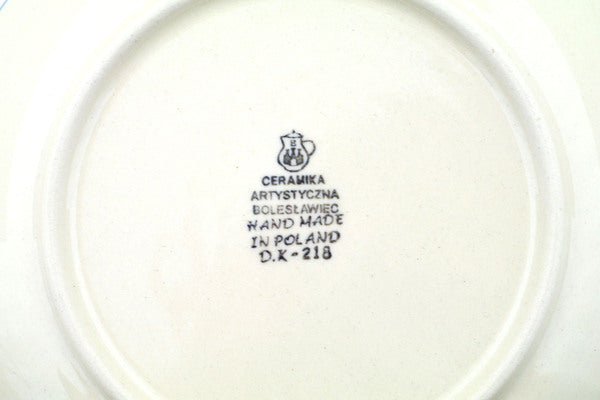 CERAMIKA
ARTYSTYCZNA
BOLESŁAWIEC
HAND MADE
IN POLAND
D.K-218